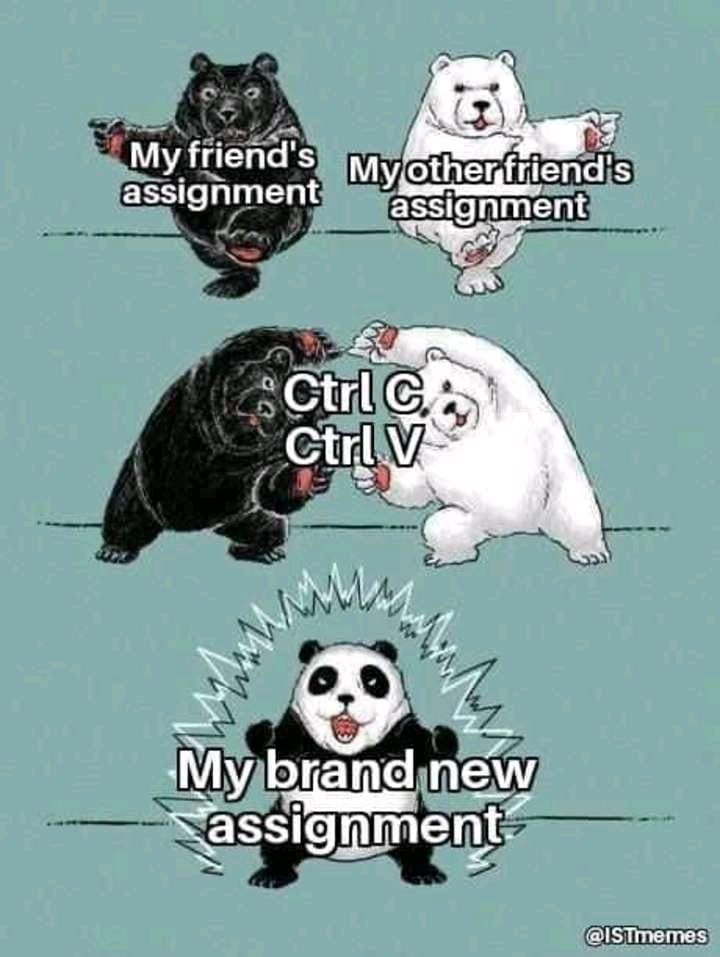 My friend's
assignment
My other friend's
assignment
Ctrl C
Ctrl V
My brand new
assignment
@ISTmemes